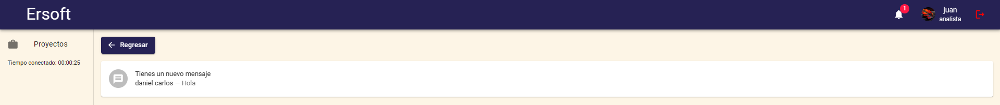 Ersoft
1
juan
analista
Proyectos
Tiempo conectado: 00:00:25
Regresar
Tienes un nuevo mensaje
daniel carlos — Hola